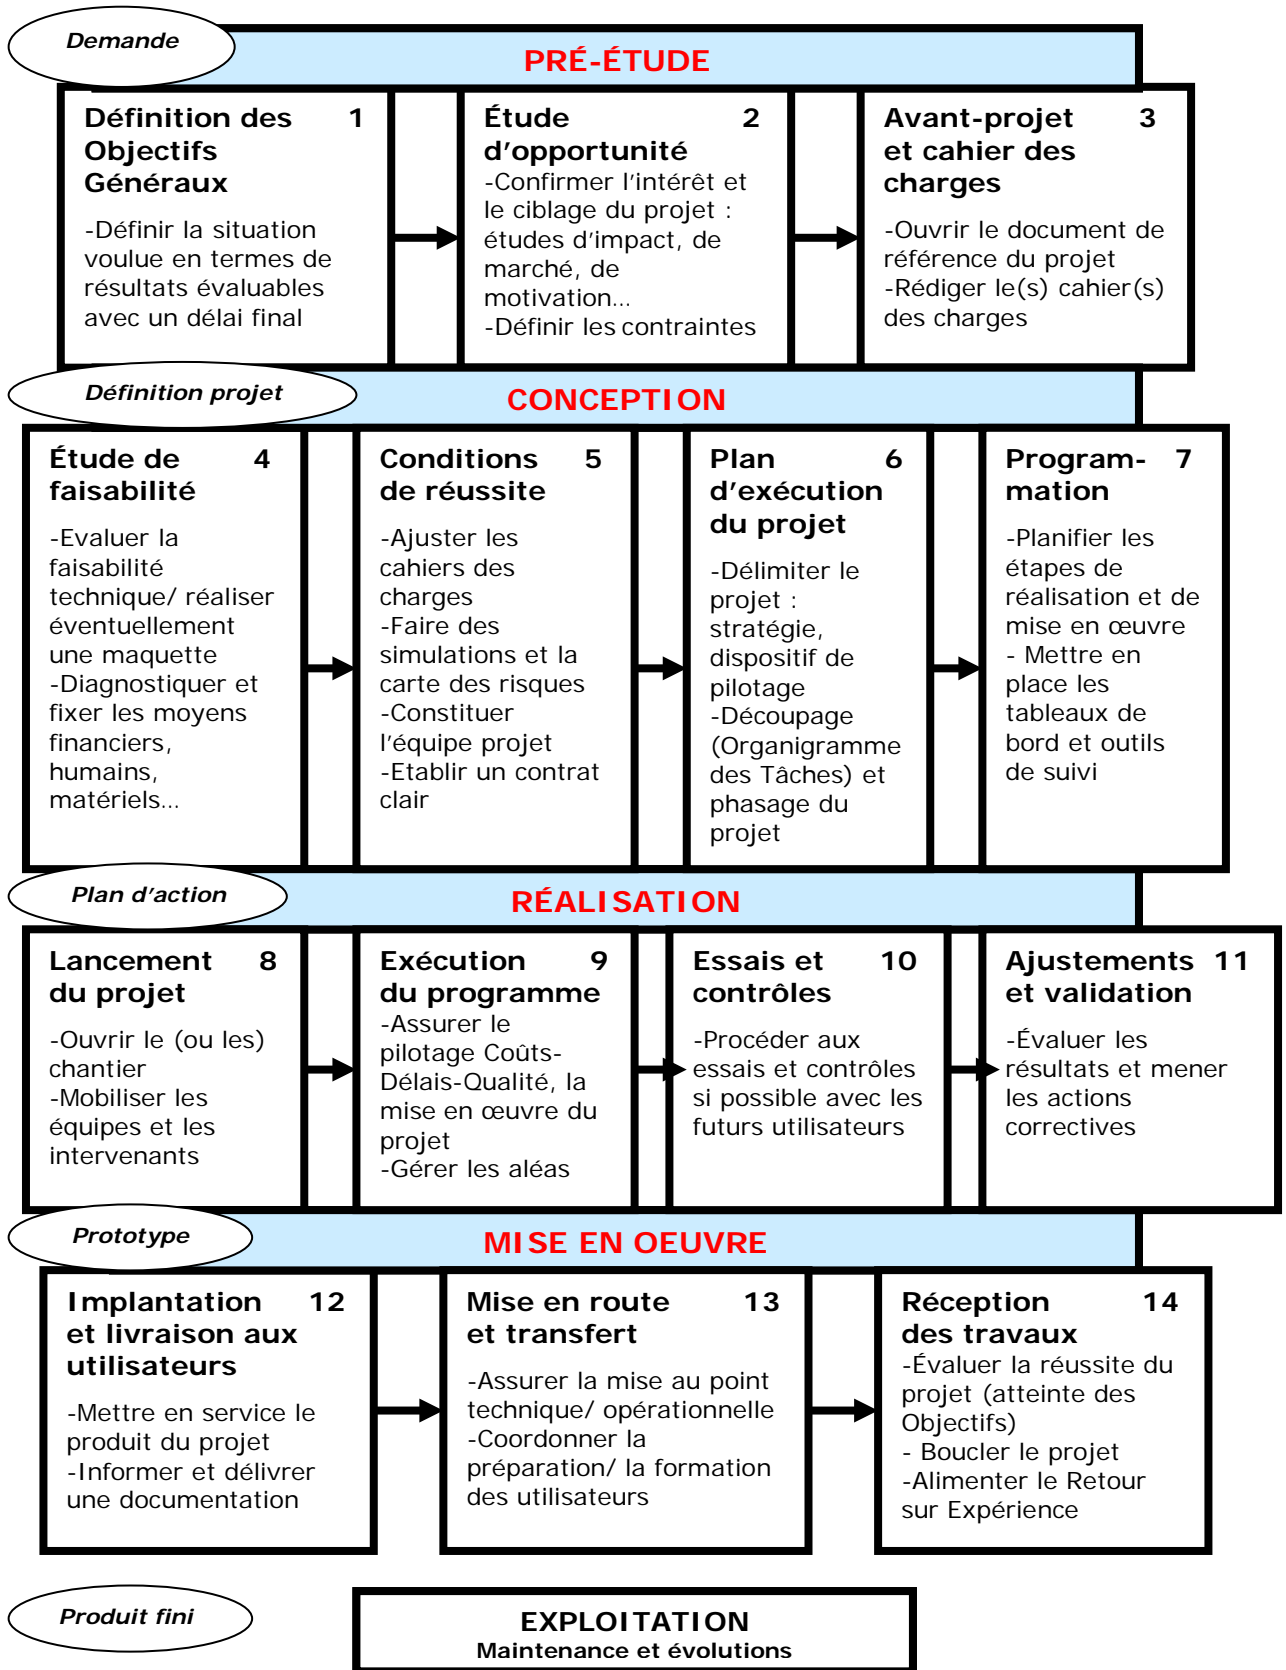 Demande
PRÉ-ÉTUDE
Définition des 1
Objectifs
Généraux
-Définir la situation
voulue en termes de
résultats évaluables
avec un délai final
Étude 2
d’opportunité
-Confirmer l’intérêt et
le ciblage du projet :
études d’impact, de
marché, de
motivation…
-Définir les contraintes
Avant-projet 3
et cahier des
charges
-Ouvrir le document de
référence du projet
-Rédiger le(s) cahier(s)
des charges
Définition projet
CONCEPTION
Étude de 4
faisabilité
-Evaluer la
faisabilité
technique/ réaliser
éventuellement
une maquette
-Diagnostiquer et
fixer les moyens
financiers,
humains,
matériels…
Conditions 5
de réussite
-Ajuster les
cahiers des
charges
-Faire des
simulations et la
carte des risques
-Constituer
l’équipe projet
-Etablir un contrat
clair
Plan 6
d’exécution
du projet
-Délimiter le
projet :
stratégie,
dispositif de
pilotage
-Découpage
(Organigramme
des Tâches) et
phasage du
projet
Program- 7
mation
-Planifier les
étapes de
réalisation et de
mise en œuvre
- Mettre en
place les
tableaux de
bord et outils
de suivi
Plan d’action
RÉALISATION
Lancement 8
du projet
-Ouvrir le (ou les)
chantier
-Mobiliser les
équipes et les
intervenants
Exécution 9
du programme
-Assurer le
pilotage Coûts-
Délais-Qualité, la
mise en œuvre du
projet
-Gérer les aléas
Essais et 10
contrôles
-Procéder aux
essais et contrôles
si possible avec les
futurs utilisateurs
Ajustements 11
et validation
-Évaluer les
résultats et mener
les actions
correctives
Prototype
MISE EN OEUVRE
Implantation 12
et livraison aux
utilisateurs
-Mettre en service le
produit du projet
-Informer et délivrer
une documentation
Mise en route 13
et transfert
-Assurer la mise au point
technique/ opérationnelle
-Coordonner la
préparation/ la formation
des utilisateurs
Réception 14
des travaux
-Évaluer la réussite du
projet (atteinte des
Objectifs)
- Boucler le projet
-Alimenter le Retour
sur Expérience
Produit fini
EXPLOITATION
Maintenance et évolutions